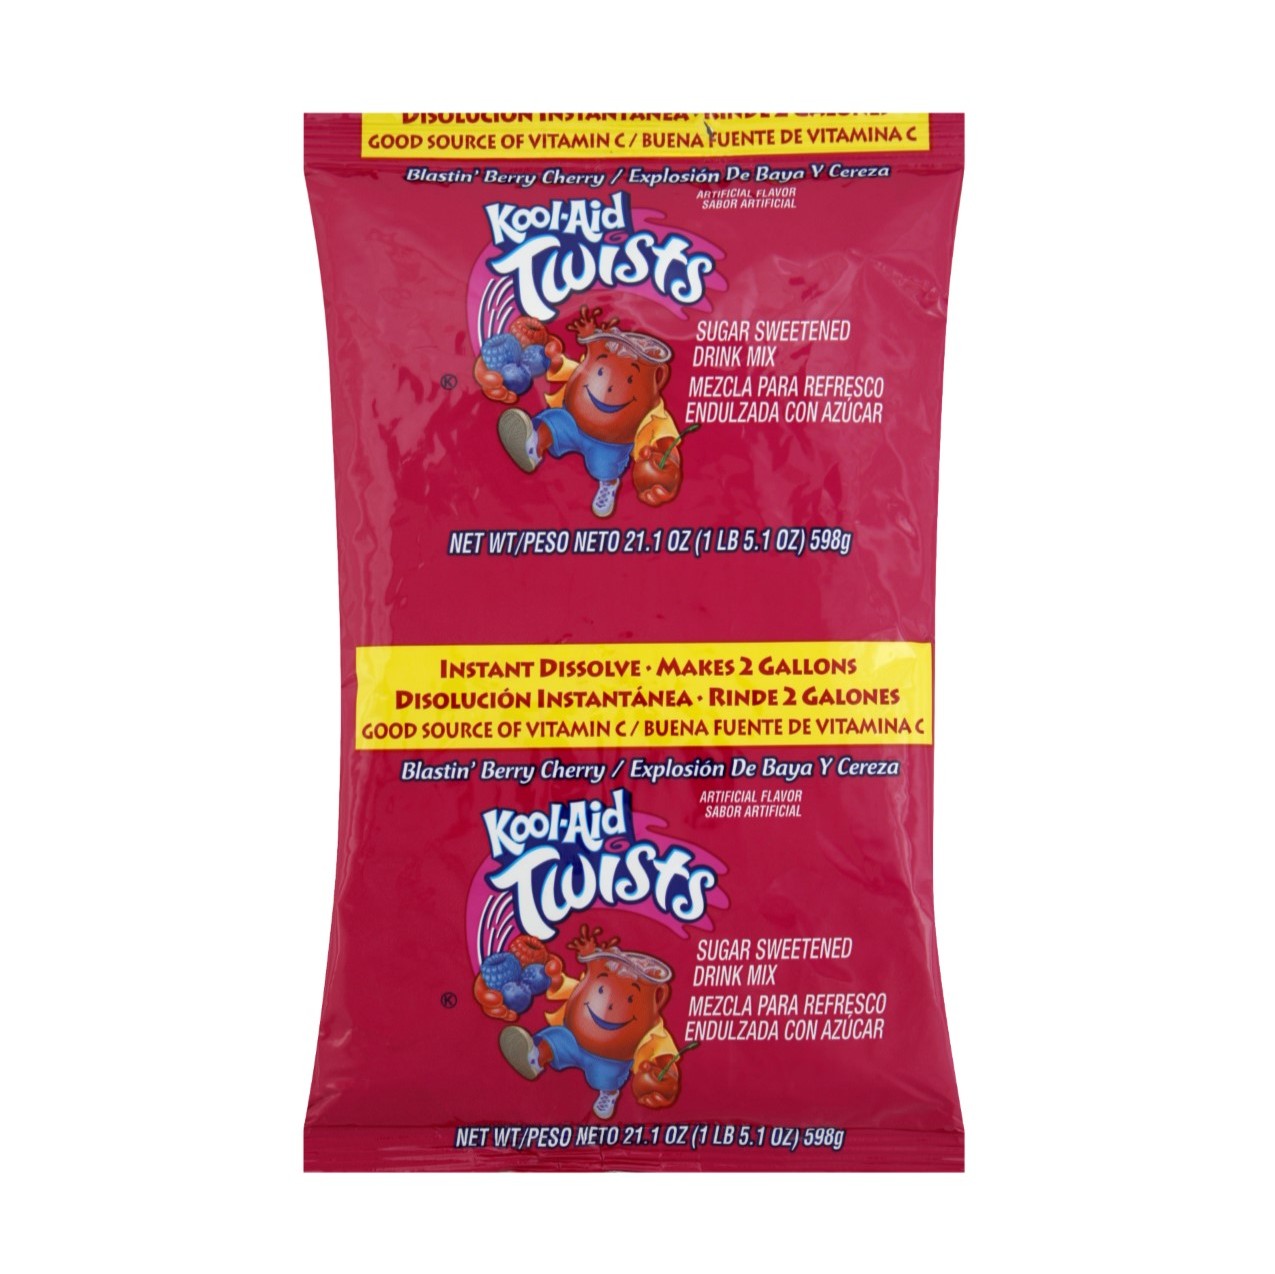 DISOLUCIÓN INSTANTÁNEA · RINDE 2 GALONES
GOOD SOURCE OF VITAMIN C / BUENA FUENTE DE VITAMINA C
Blastin' Berry Cherry / Explosión De Baya Y Cereza
ARTIFICIAL FLAVOR
SABOR ARTIFICIAL
Kool-Aid
Twists
SUGAR SWEETENED
DRINK MIX
MEZCLA PARA REFRESCO
ENDULZADA CON AZÚCAR
K
NET WT/PESO NETO 21.1 OZ (1 LB 5.1 OZ) 598g
INSTANT DISSOLVE · MAKES 2 GALLONS
DISOLUCIÓN INSTANTÁNEA · RINDE 2 GALONES
GOOD SOURCE OF VITAMIN C / BUENA FUENTE DE VITAMINA C
Blastin' Berry Cherry / Explosión De Baya Y Cereza
ARTIFICIAL FLAVOR
SABOR ARTIFICIAL
Kool-Aid
Twists
SUGAR SWEETENED
DRINK MIX
MEZCLA PARA REFRESCO
ENDULZADA CON AZÚCAR
K
NET WT/PESO NETO 21.1 OZ (1 LB 5.1 OZ) 598g